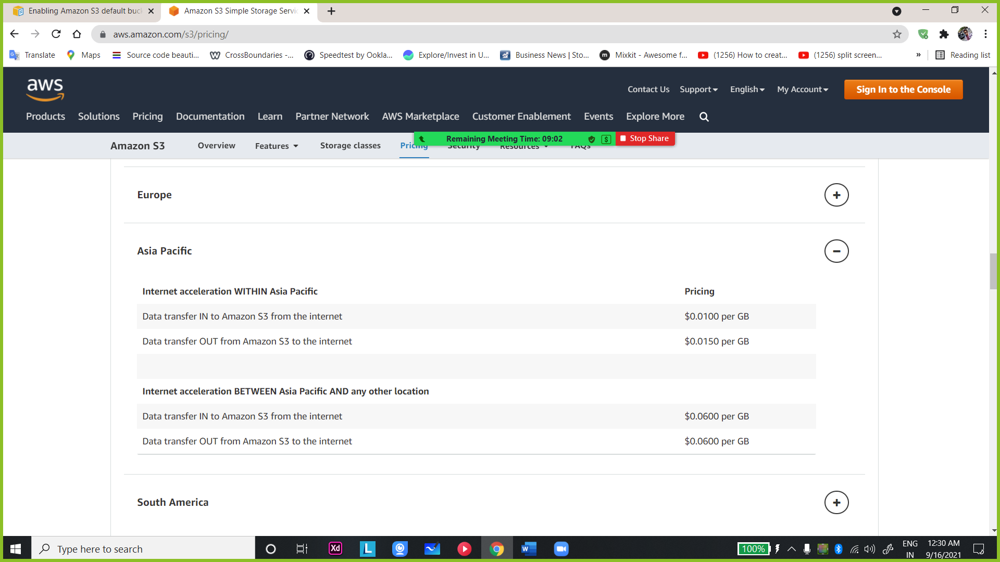 Enabling Amazon S3 default buck
Amazon S3 Simple Storage Servic
aws.amazon.com/s3/pricing/
Translate
Maps
Source code beauti...
CrossBoundaries -...
Speedtest by Ookla...
Explore/Invest in U...
Business News | Sto...
Mixkit - Awesome f...
(1256) How to creat...
(1256) split screen...
»
Reading list
aws
Contact Us
Support
English
My Account
Sign In to the Console
Products
Solutions
Pricing
Documentation
Learn
Partner Network
AWS Marketplace
Customer Enablement
Events
Explore More
Remaining Meeting Time: 09:02
Stop Share
Amazon S3
Overview
Features
Storage classes
Pricing
Security
Resources
FAQs
Europe
Asia Pacific
Internet acceleration WITHIN Asia Pacific Pricing
Data transfer IN to Amazon S3 from the internet $0.0100 per GB
Data transfer OUT from Amazon S3 to the internet $0.0150 per GB
Internet acceleration BETWEEN Asia Pacific AND any other location
Data transfer IN to Amazon S3 from the internet $0.0600 per GB
Data transfer OUT from Amazon S3 to the internet $0.0600 per GB
South America
Type here to search
Xd
L
W
100%
ENG
IN
12:30 AM
9/16/2021